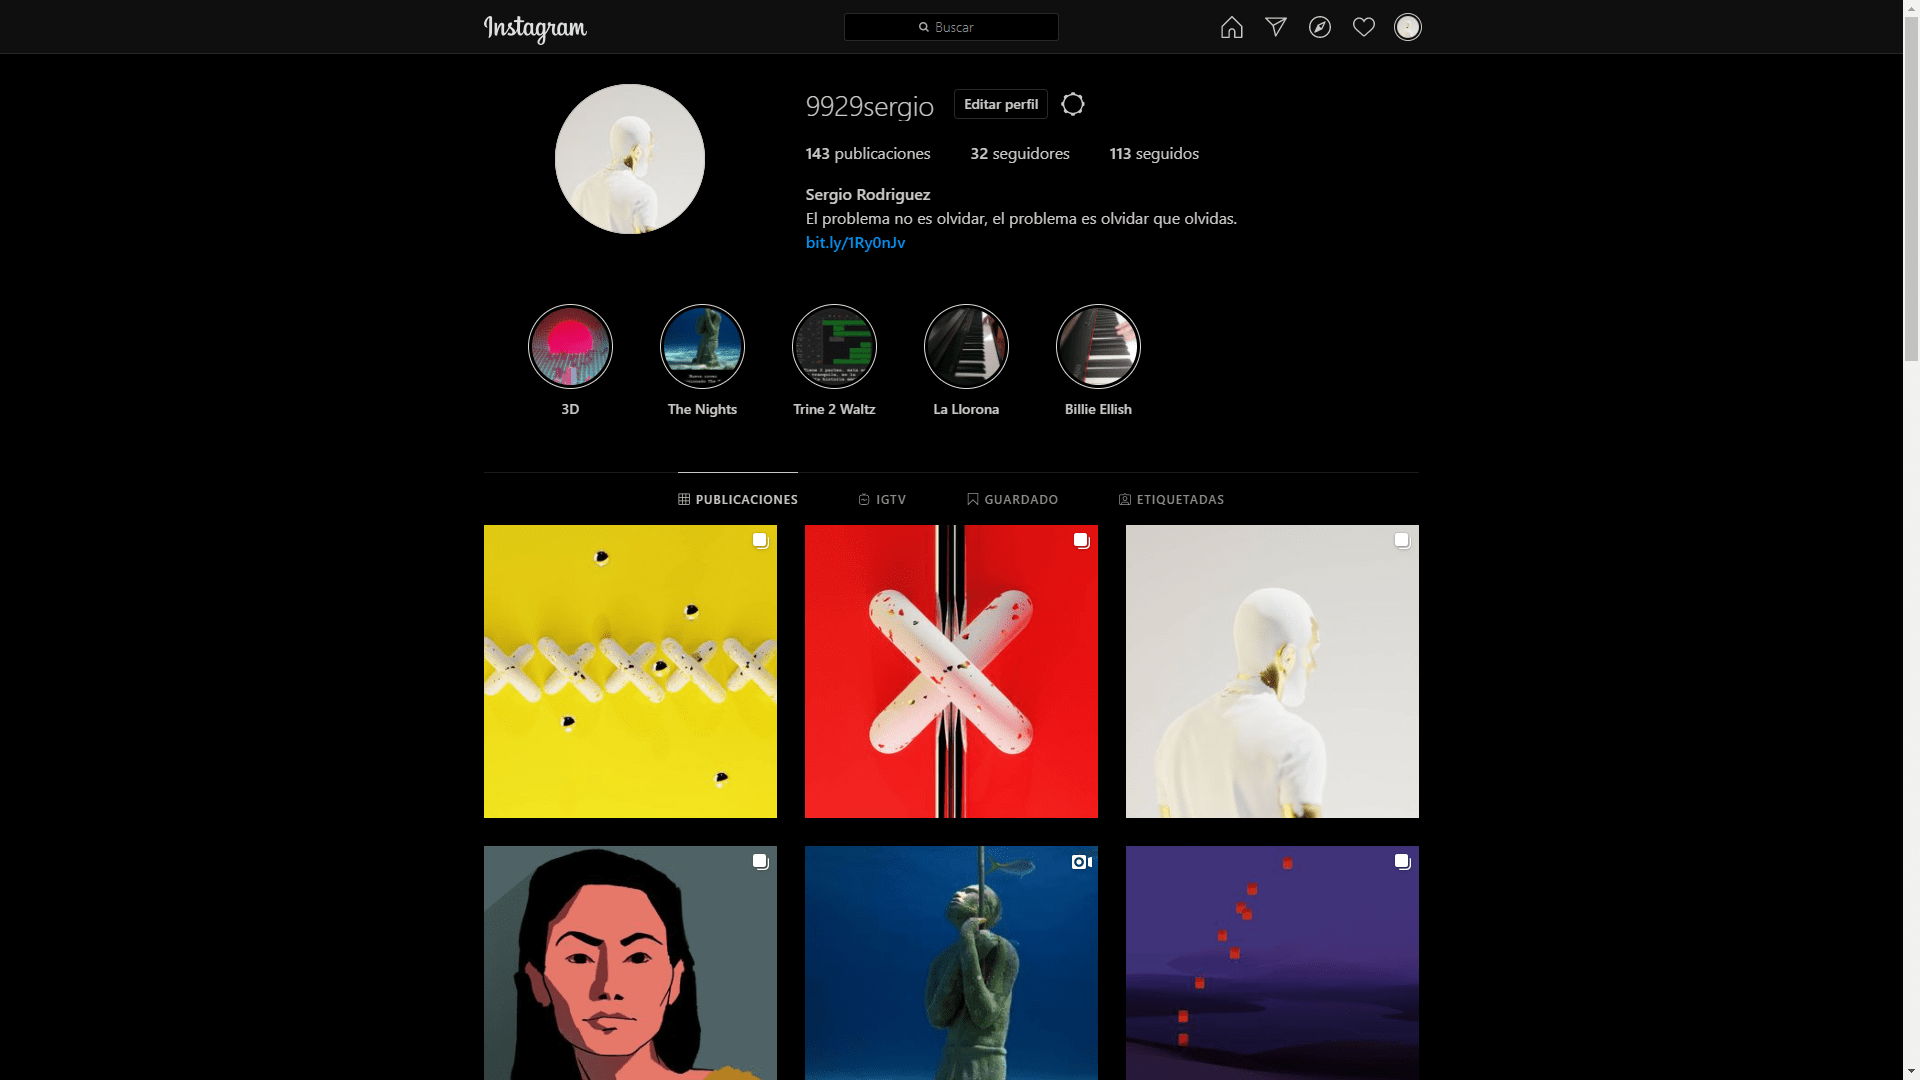 Instagram
Buscar
9929sergio
Editar perfil
143 publicaciones
32 seguidores
113 seguidos
Sergio Rodriguez
El problema no es olvidar, el problema es olvidar que olvidas.
bit.ly/1Ry0nJv
3D
The Nights
Trine 2 Waltz
La Llorona
Billie Ellish
PUBLICACIONES
IGTV
GUARDADO
ETIQUETADAS